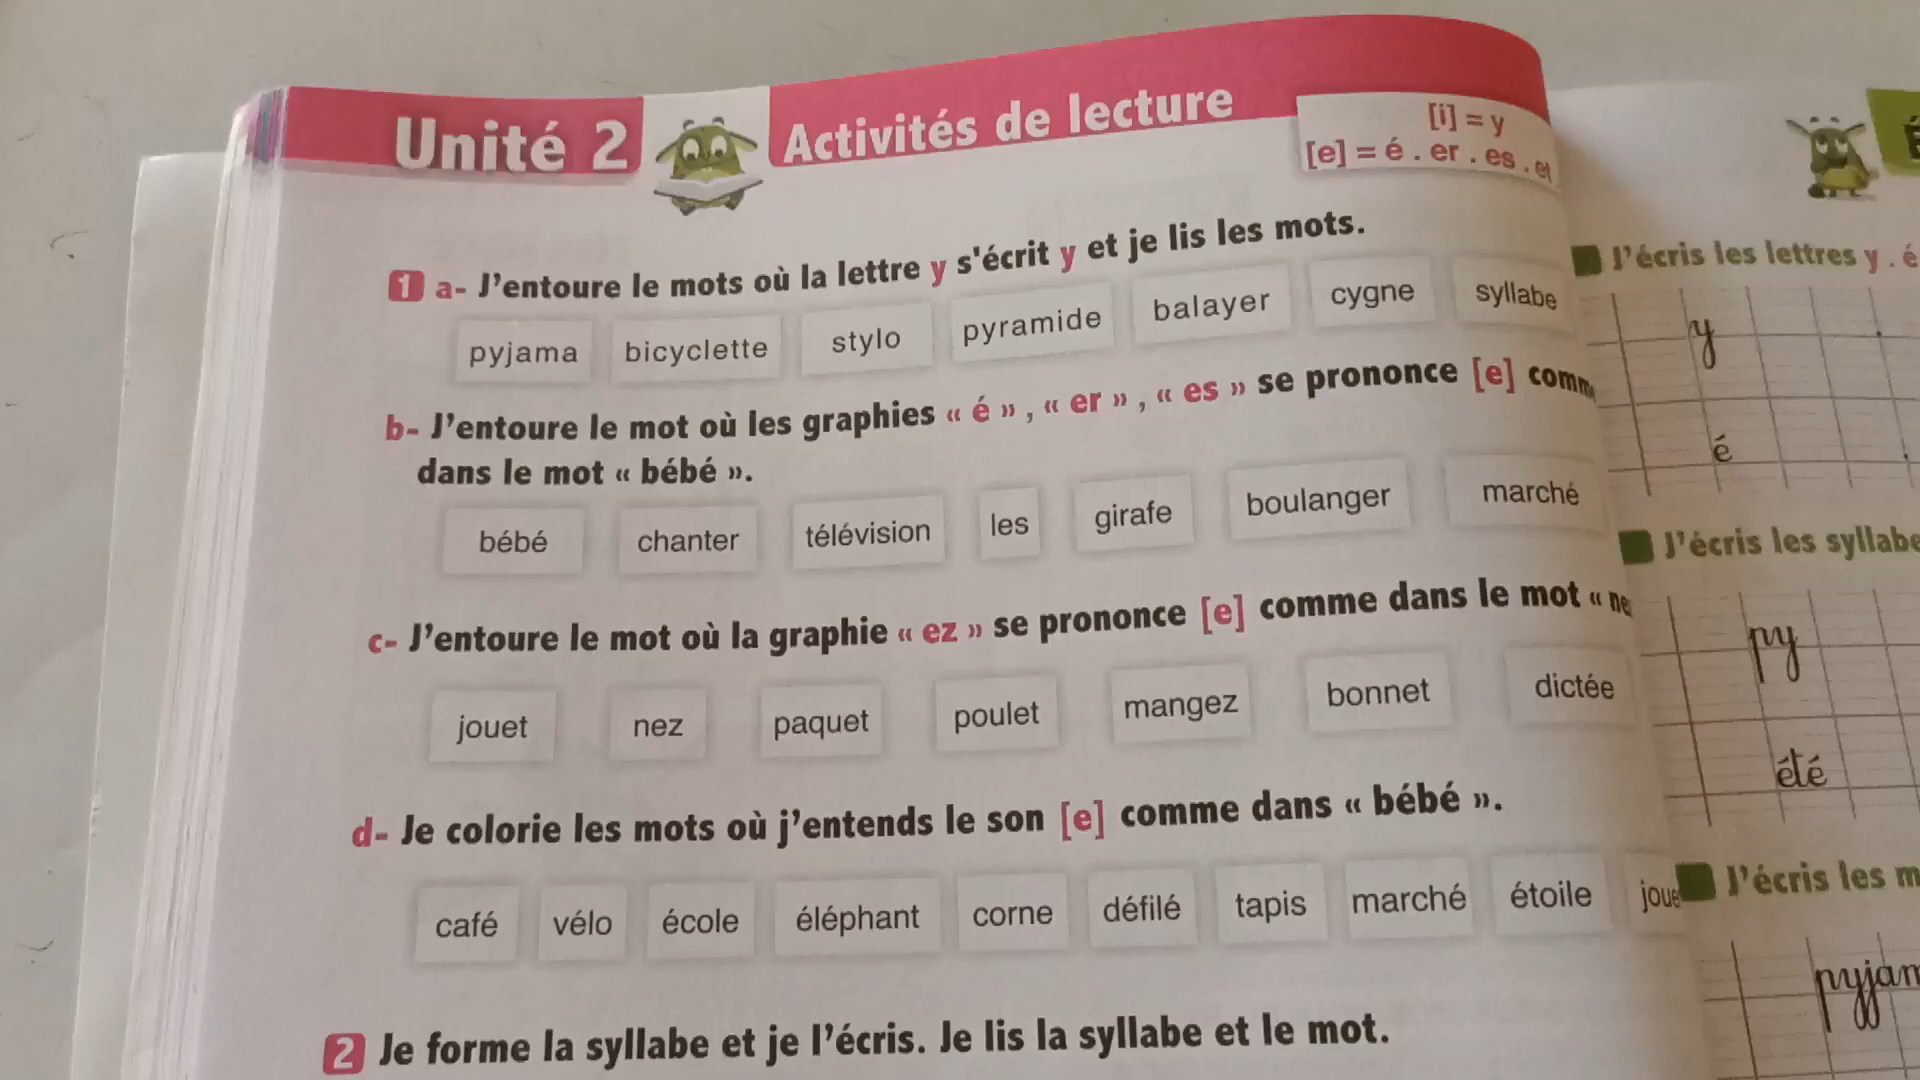 Unité 2
Activités de lecture
[i] = y
[e] = é . er . es . et
1 a- J'entoure le mots où la lettre y s'écrit y et je lis les mots.
pyjama bicyclette stylo pyramide balayer cygne syllabe
b- J'entoure le mot où les graphies « é » , « er » , « es » se prononce [e]
dans le mot « bébé ».
bébé chanter télévision les girafe boulanger marché
c- J'entoure le mot où la graphie « ez » se prononce [e] comme dans le mot «
jouet nez paquet poulet mangez bonnet dictée
d- Je colorie les mots où j'entends le son [e] comme dans « bébé ».
café vélo école éléphant corne défilé tapis marché étoile
2 Je forme la syllabe et je l'écris. Je lis la syllabe et le mot.
J'écris les lettres y . é
y
é
J'écris les
py
été
J'écris les